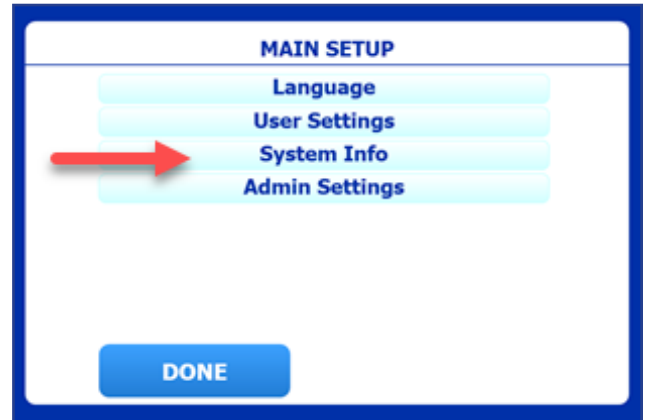 MAIN SETUP
Language
User Settings
System Info
Admin Settings
DONE